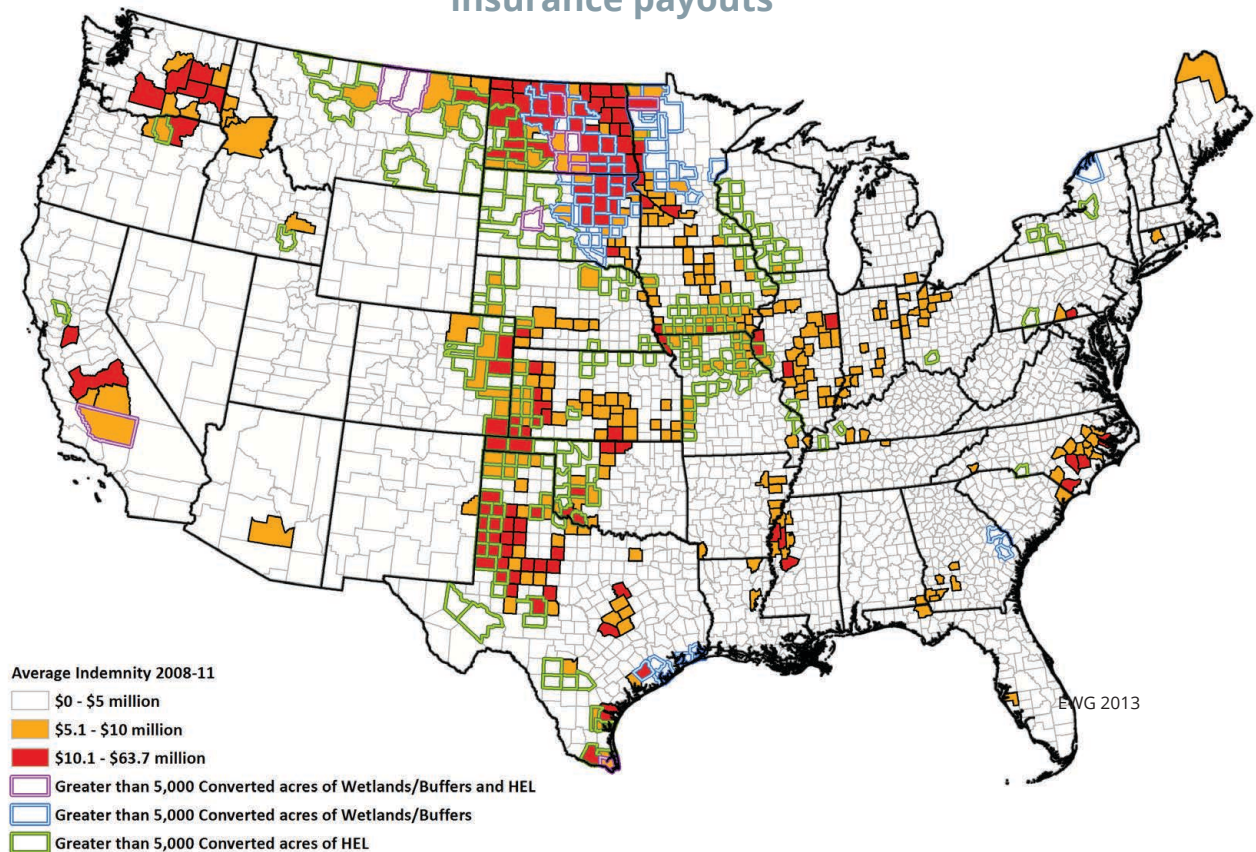 insurance payouts
EWG 2013
Average Indemnity 2008-11
$0 - $5 million
$5.1 - $10 million
$10.1 - $63.7 million
Greater than 5,000 Converted acres of Wetlands/Buffers and HEL
Greater than 5,000 Converted acres of Wetlands/Buffers
Greater than 5,000 Converted acres of HEL